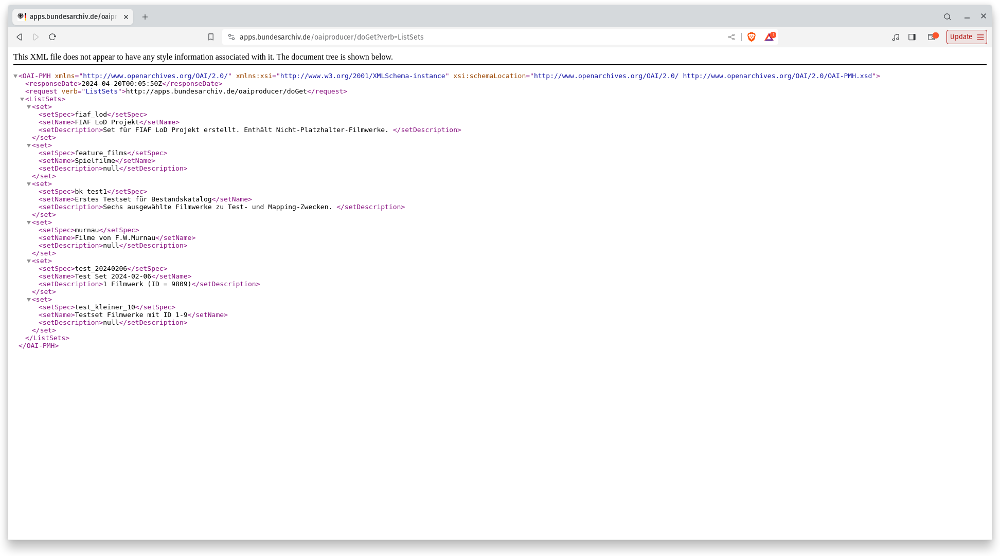 apps.bundesarchiv.de/oaipr
apps.bundesarchiv.de/oaiproducer/doGet?verb=ListSets
1
Update
This XML file does not appear to have any style information associated with it. The document tree is shown below.
<OAI-PMH xmlns="http://www.openarchives.org/OAI/2.0/" xmlns:xsi="http://www.w3.org/2001/XMLSchema-instance" xsi:schemaLocation="http://www.openarchives.org/OAI/2.0/ http://www.openarchives.org/OAI/2.0/OAI-PMH.xsd">
<responseDate>2024-04-20T00:05:50Z</responseDate>
<request verb="ListSets">http://apps.bundesarchiv.de/oaiproducer/doGet</request>
<ListSets>
<set>
<setSpec>fiaf_lod</setSpec>
<setName>FIAF LoD Projekt</setName>
<setDescription>Set für FIAF LoD Projekt erstellt. Enthält Nicht-Platzhalter-Filmwerke. </setDescription>
</set>
<set>
<setSpec>feature_films</setSpec>
<setName>Spielfilme</setName>
<setDescription>null</setDescription>
</set>
<set>
<setSpec>bk_test1</setSpec>
<setName>Erstes Testset für Bestandskatalog</setName>
<setDescription>Sechs ausgewählte Filmwerke zu Test- und Mapping-Zwecken. </setDescription>
</set>
<set>
<setSpec>murnau</setSpec>
<setName>Filme von F.W.Murnau</setName>
<setDescription>null</setDescription>
</set>
<set>
<setSpec>test_20240206</setSpec>
<setName>Test Set 2024-02-06</setName>
<setDescription>1 Filmwerk (ID = 9809)</setDescription>
</set>
<set>
<setSpec>test_kleiner_10</setSpec>
<setName>Testset Filmwerke mit ID 1-9</setName>
<setDescription>null</setDescription>
</set>
</ListSets>
</OAI-PMH>